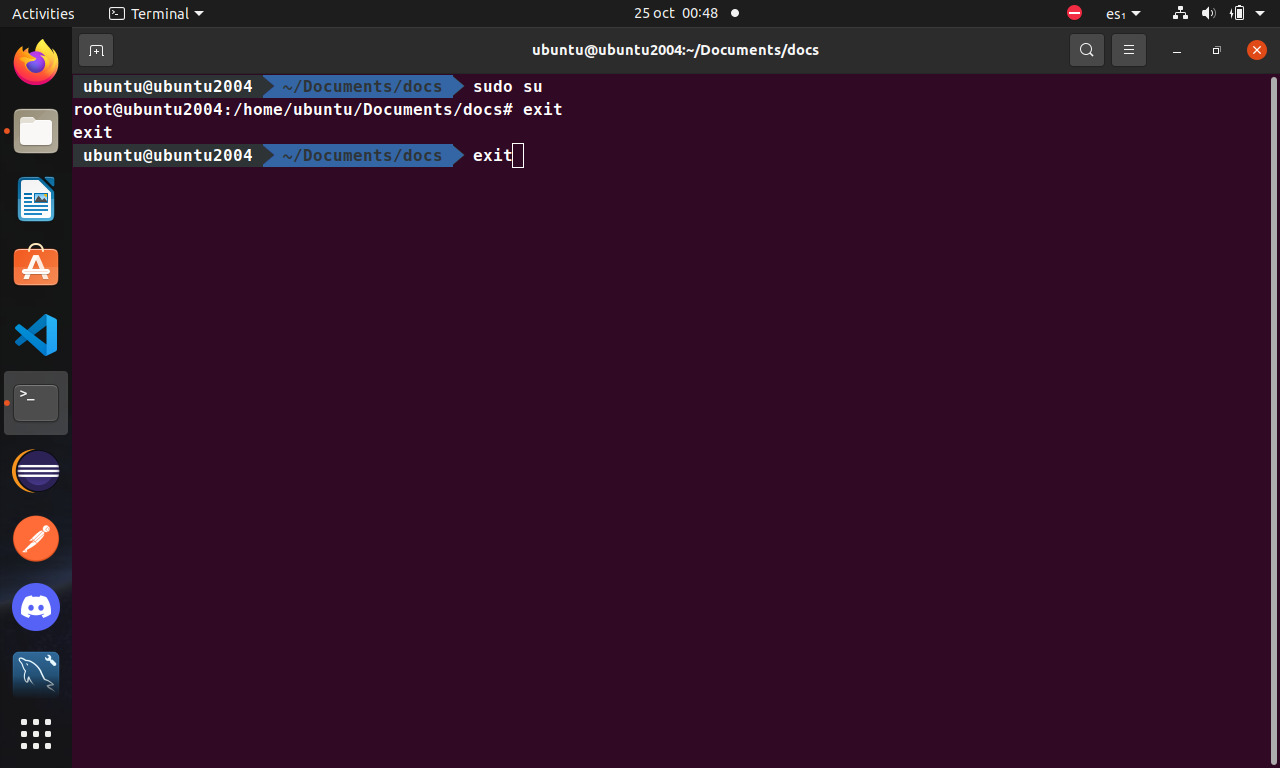 Activities
Terminal
25 oct 00:48
es₁
ubuntu@ubuntu2004:~/Documents/docs
ubuntu@ubuntu2004 ~/Documents/docs sudo su
root@ubuntu2004:/home/ubuntu/Documents/docs# exit
exit
ubuntu@ubuntu2004 ~/Documents/docs exit